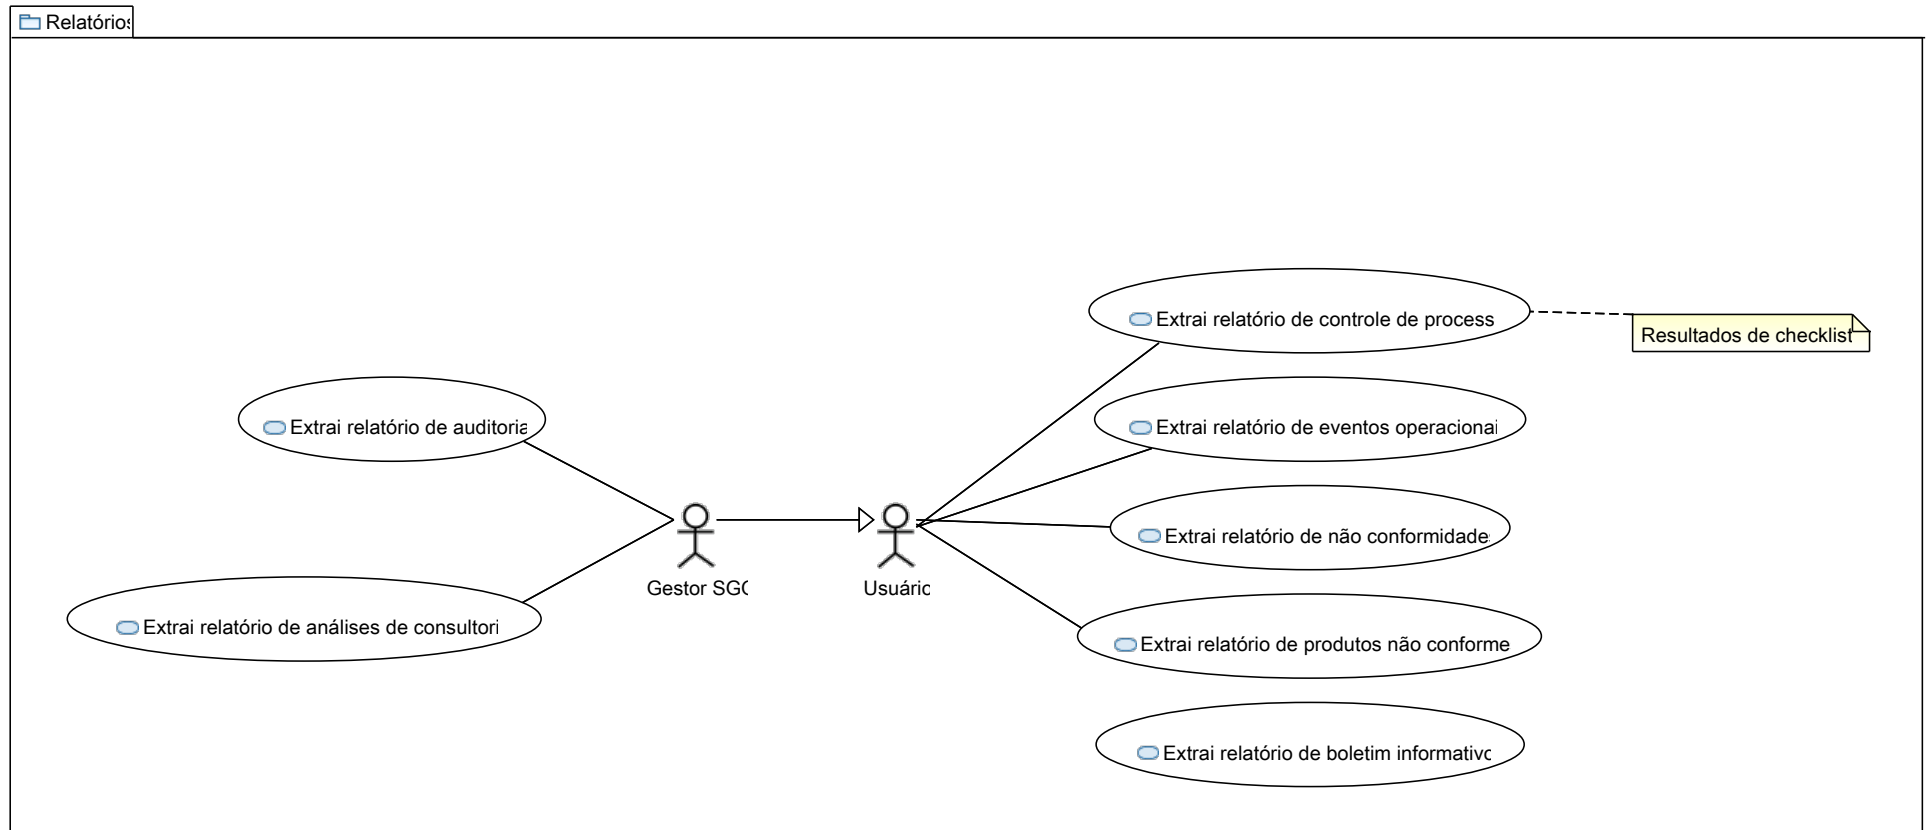 Relatórios
Extrai relatório de controle de process
Resultados de checklist
Extrai relatório de auditoria
Extrai relatório de eventos operacionai
Extrai relatório de não conformidade
Gestor SGQ
Usuário
Extrai relatório de análises de consultori
Extrai relatório de produtos não conforme
Extrai relatório de boletim informativo